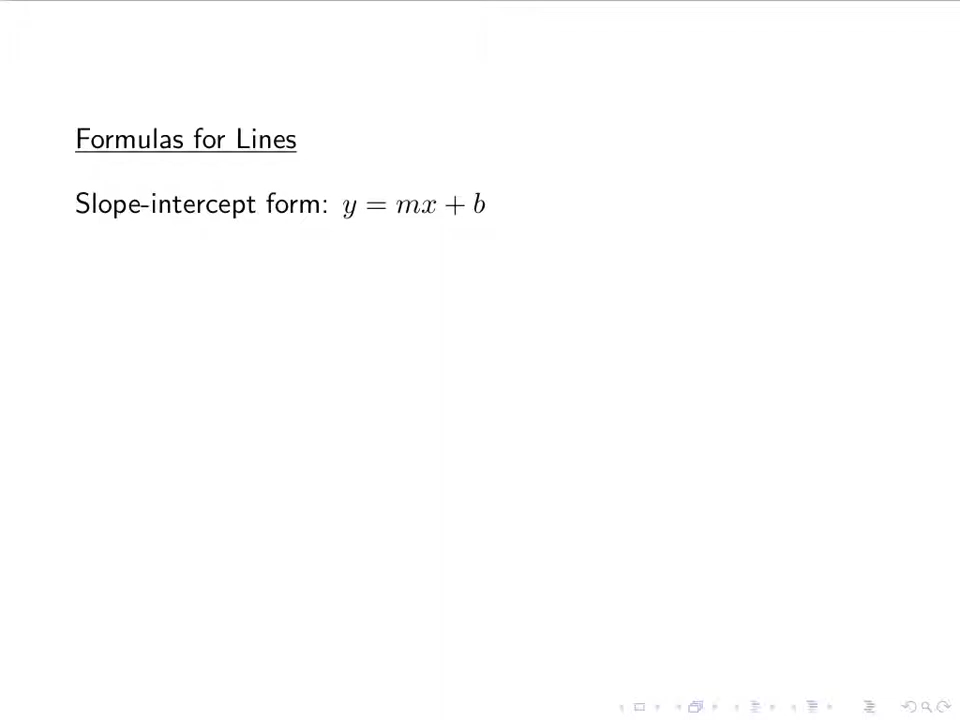 Formulas for Lines
Slope-intercept form: y = mx + b